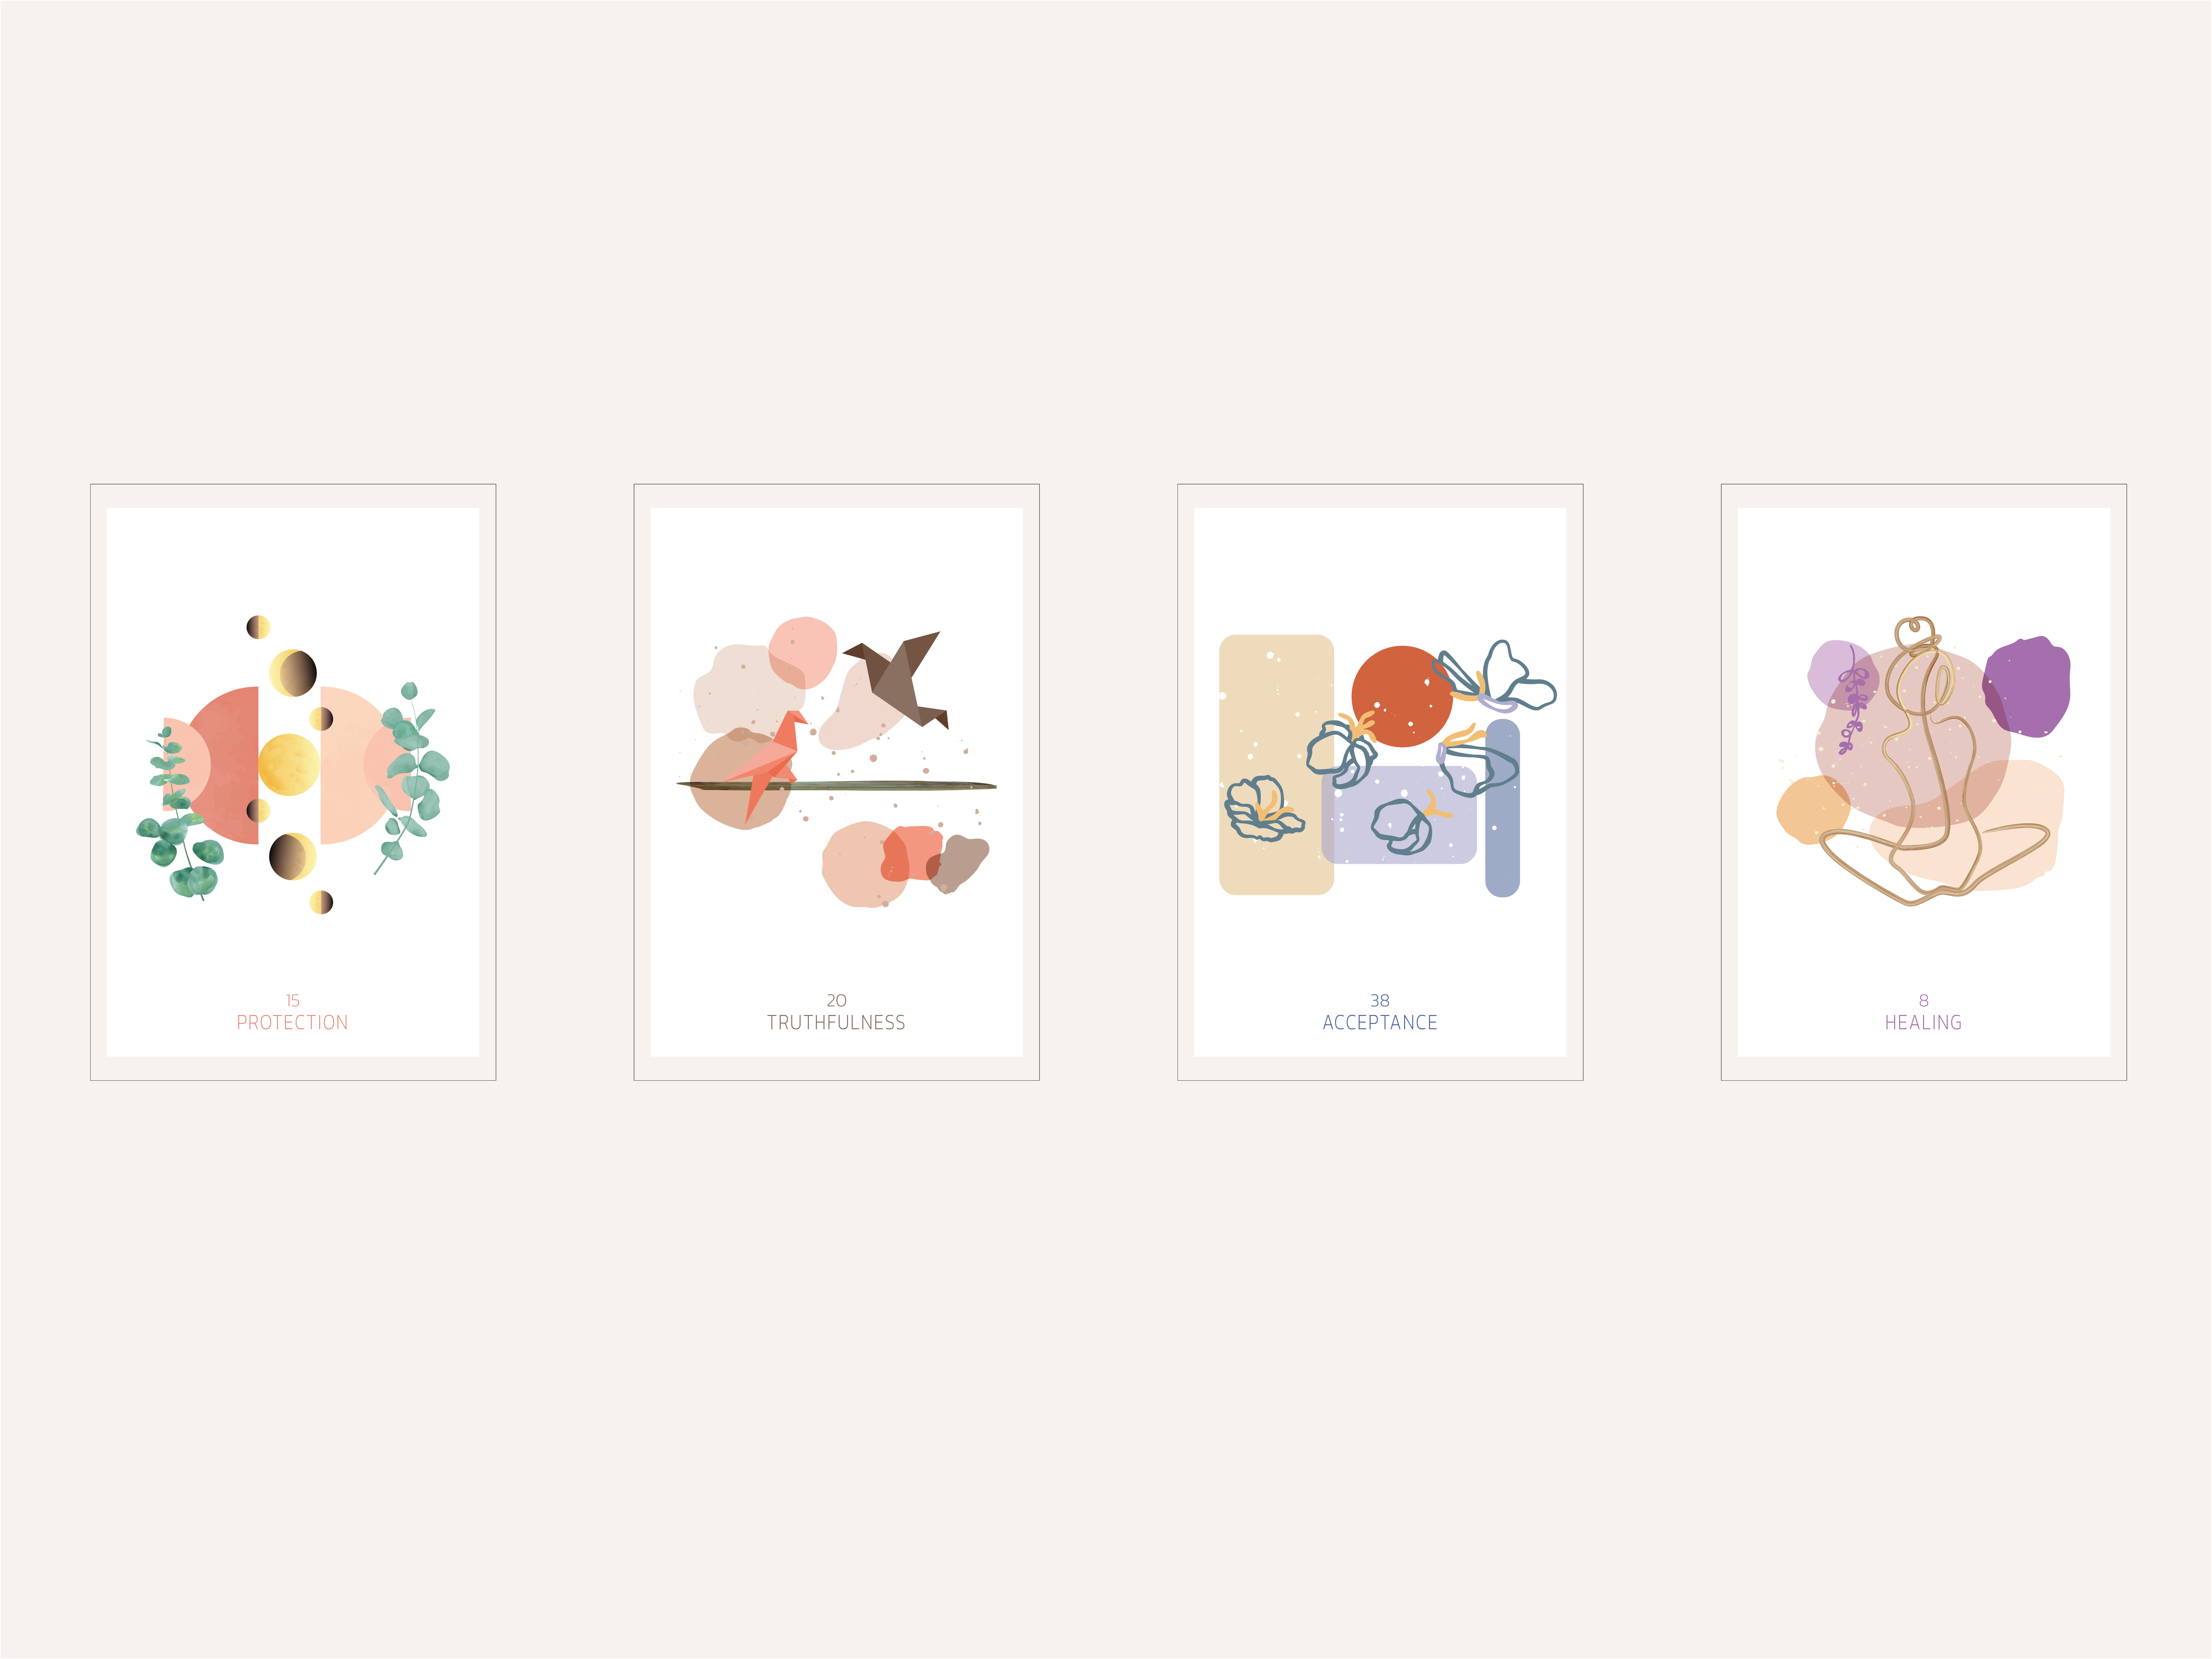 15
PROTECTION
20
TRUTHFULNESS
38
ACCEPTANCE
8
HEALING